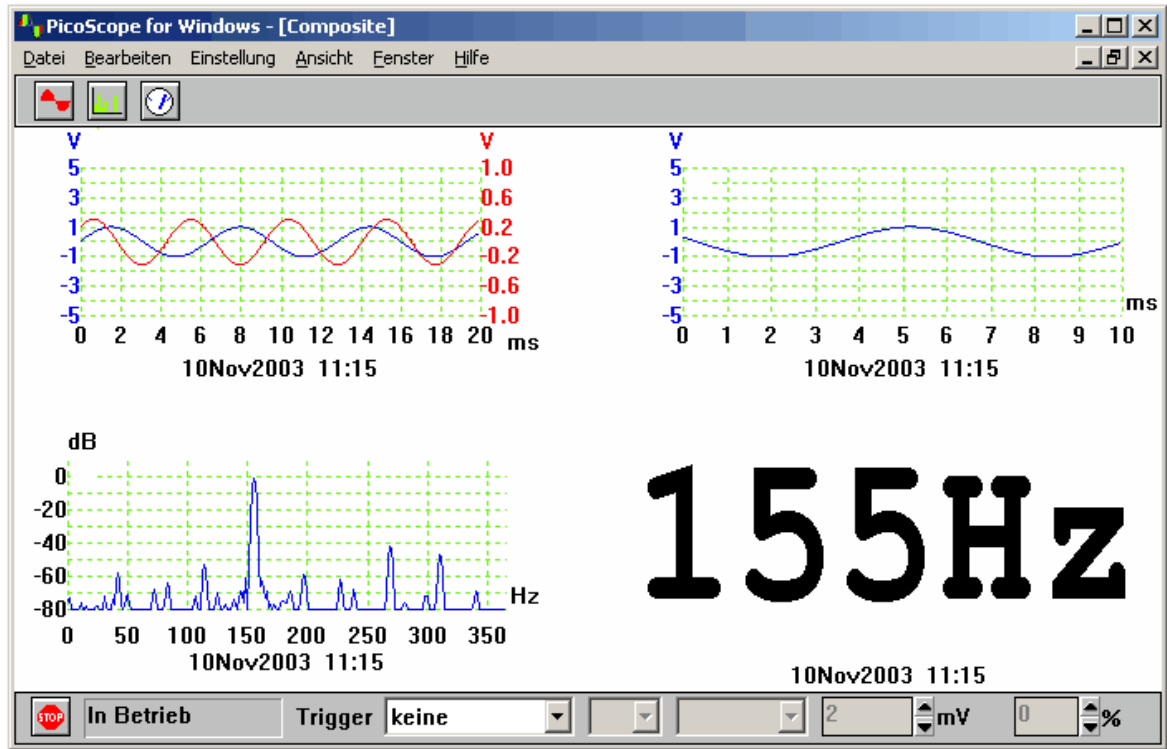 PicoScope for Windows - [Composite]
Datei Bearbeiten Einstellung Ansicht Fenster Hilfe
V V
5 1.0
3 0.6
1 0.2
-1 -0.2
-3 -0.6
-5 -1.0
0 2 4 6 8 10 12 14 16 18 20 ms
10Nov2003 11:15
V
5
3
1
-1
-3
-5 ms
0 1 2 3 4 5 6 7 8 9 10
10Nov2003 11:15
dB
0
-20
-40
-60
-80 Hz
0 50 100 150 200 250 300 350
10Nov2003 11:15
155Hz
10Nov2003 11:15
STOP In Betrieb Trigger keine 2 mV 0 %